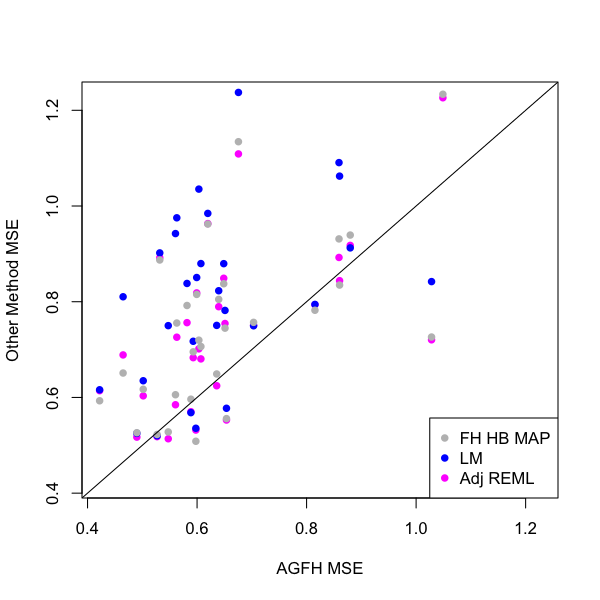 Other Method MSE
1.2
1.0
0.8
0.6
0.4
FH HB MAP
LM
Adj REML
0.4 0.6 0.8 1.0 1.2
AGFH MSE